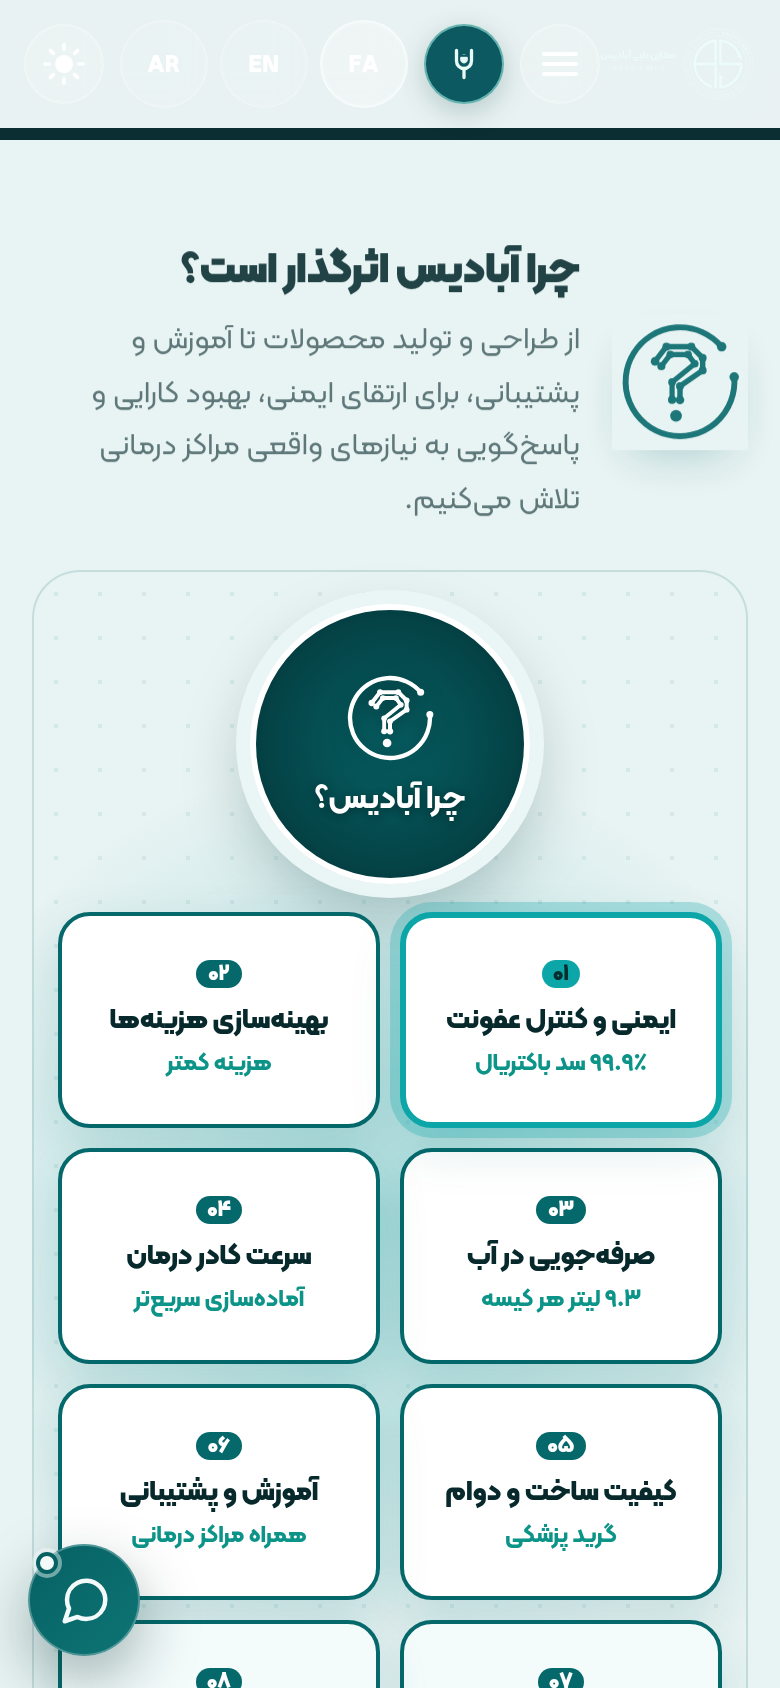 FA
EN
AR
چرا آبادیس اثرگذار است؟
از طراحی و تولید محصولات تا آموزش و
پشتیبانی، برای ارتقای ایمنی، بهبود کارایی و
پاسخ‌گویی به نیازهای واقعی مراکز درمانی
تلاش می‌کنیم.
چرا آبادیس؟
۰۱
ایمنی و کنترل عفونت
۹۹.۹٪ سد باکتریال
۰۲
بهینه‌سازی هزینه‌ها
هزینه کمتر
۰۳
صرفه‌جویی در آب
۹.۳ لیتر هر کیسه
۰۴
سرعت کادر درمان
آماده‌سازی سریع‌تر
۰۵
کیفیت ساخت و دوام
گرید پزشکی
۰۶
آموزش و پشتیبانی
همراه مراکز درمانی
۰۷
۰۸